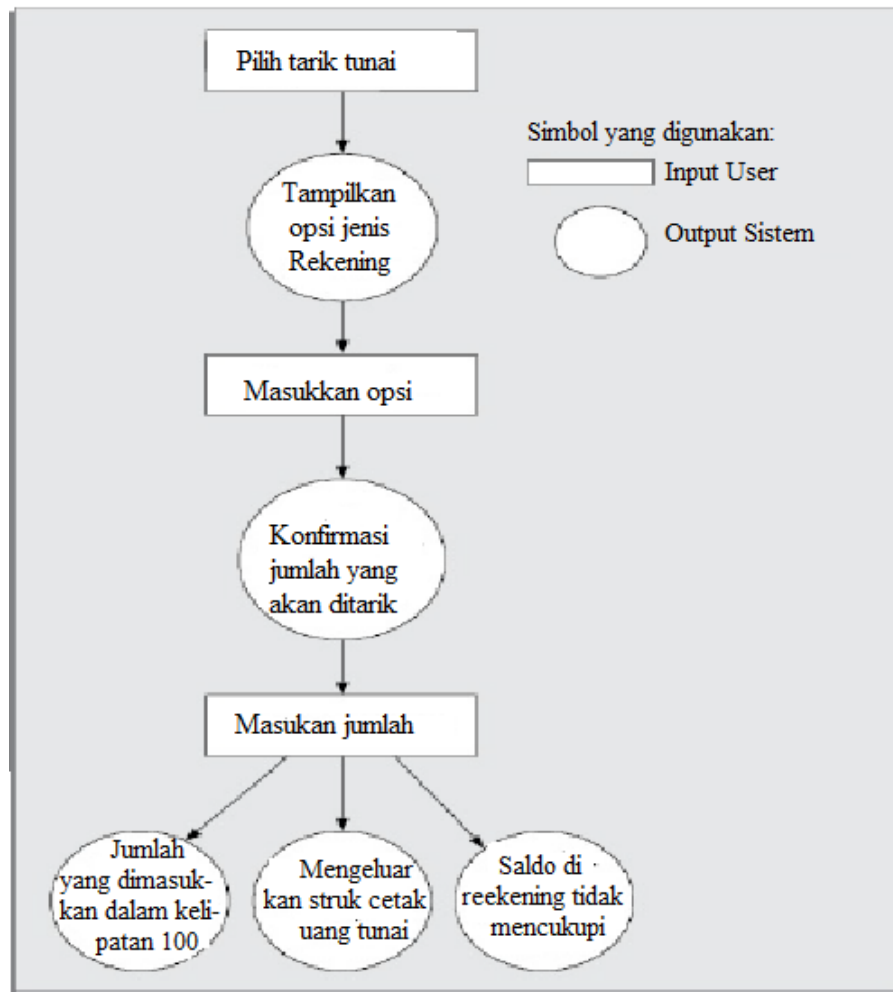 Pilih tarik tunai
Simbol yang digunakan:
Input User
Output Sistem
Tampilkan
opsi jenis
Rekening
Masukkan opsi
Konfirmasi
jumlah yang
akan ditarik
Masukan jumlah
Jumlah
yang dimasuk-
kan dalam keli-
patan 100
Mengeluar
kan struk cetak
uang tunai
Saldo di
reekening tidak
mencukupi